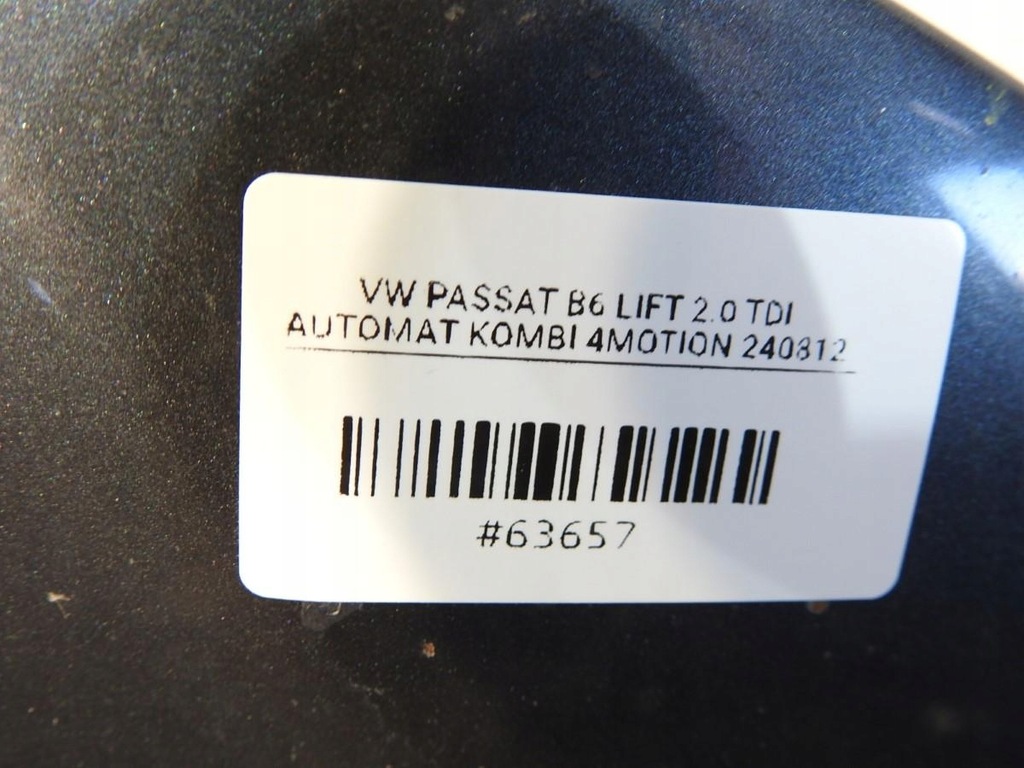 VW PASSAT B6 LIFT 2.0 TDI
AUTOMAT KOMBI 4MOTION 240812
#63657